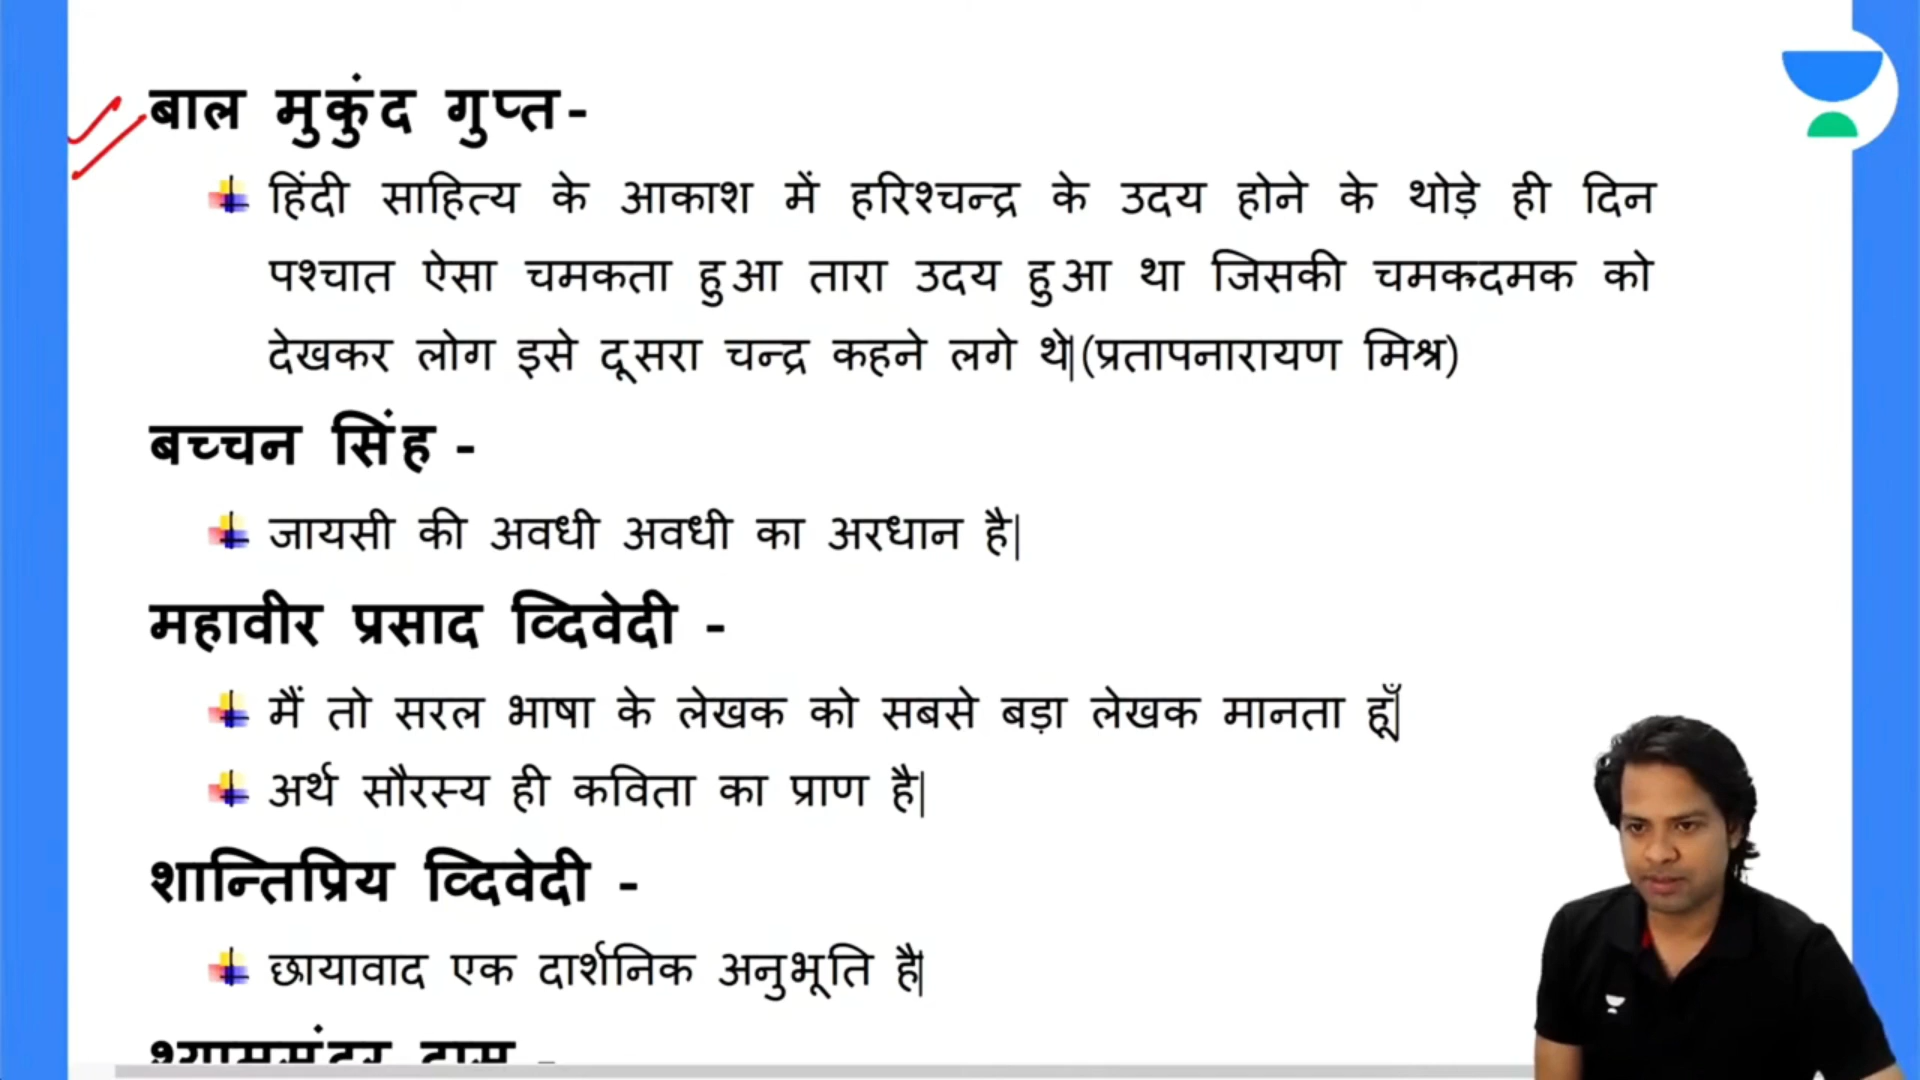 बाल मुकुंद गुप्त-
हिंदी साहित्य के आकाश में हरिश्चन्द्र के उदय होने के थोड़े ही दिन
पश्चात ऐसा चमकता हुआ तारा उदय हुआ था जिसकी चमकदमक को
देखकर लोग इसे दूसरा चन्द्र कहने लगे थे|(प्रतापनारायण मिश्र)
बच्चन सिंह -
जायसी की अवधी अवधी का अरधान है|
महावीर प्रसाद व्दिवेदी -
मैं तो सरल भाषा के लेखक को सबसे बड़ा लेखक मानता हूँ|
अर्थ सौरस्य ही कविता का प्राण है|
शान्तिप्रिय व्दिवेदी -
छायावाद एक दार्शनिक अनुभूति है|
श्यामसुंदर दास -